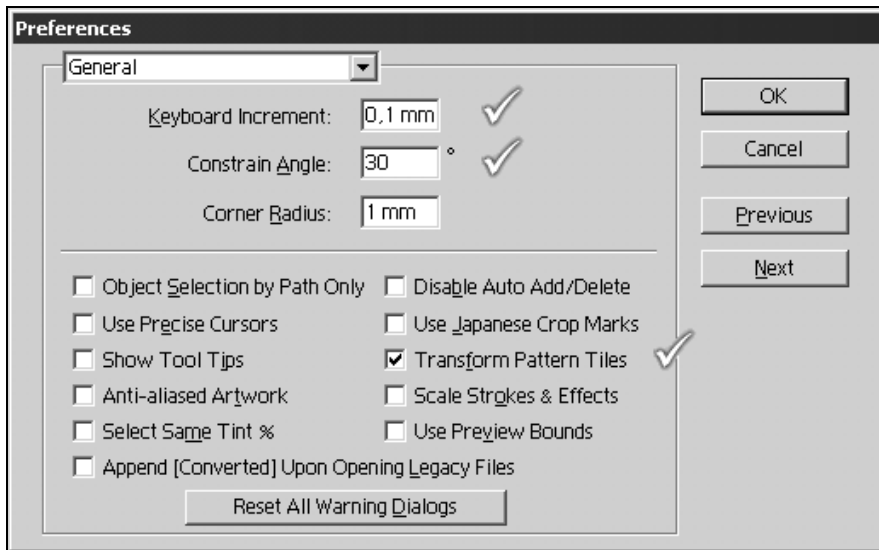 Preferences
General
Keyboard Increment: 0,1 mm
Constrain Angle: 30 °
Corner Radius: 1 mm
OK
Cancel
Previous
Next
Object Selection by Path Only
Disable Auto Add/Delete
Use Precise Cursors
Use Japanese Crop Marks
Show Tool Tips
Transform Pattern Tiles
Anti-aliased Artwork
Scale Strokes & Effects
Select Same Tint %
Use Preview Bounds
Append [Converted] Upon Opening Legacy Files
Reset All Warning Dialogs